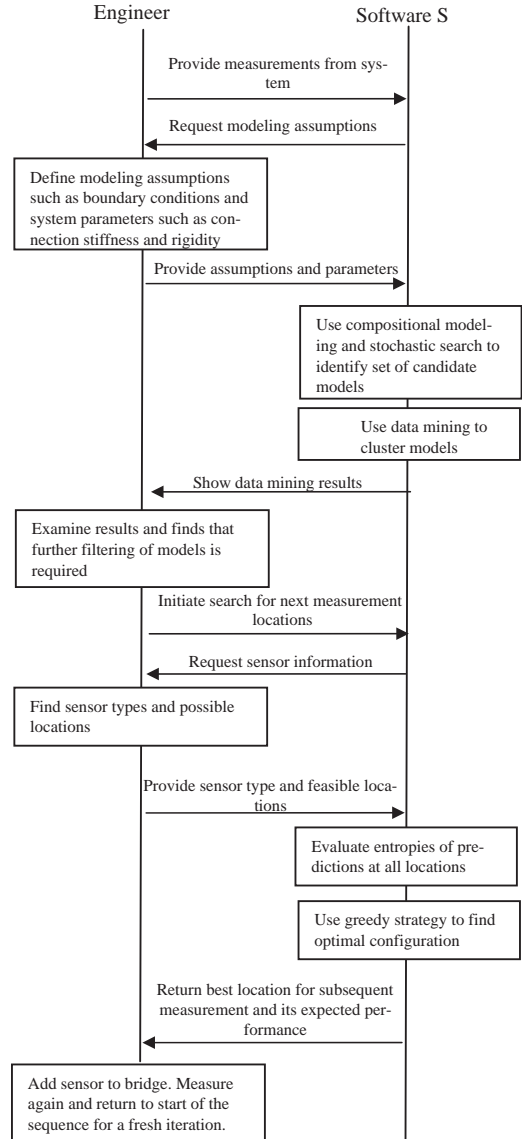 Engineer
Software S
Provide measurements from sys-
tem
Request modeling assumptions
Define modeling assumptions
such as boundary conditions and
system parameters such as con-
nection stiffness and rigidity
Provide assumptions and parameters
Use compositional model-
ing and stochastic search to
identify set of candidate
models
Use data mining to
cluster models
Show data mining results
Examine results and finds that
further filtering of models is
required
Initiate search for next measurement
locations
Request sensor information
Find sensor types and possible
locations
Provide sensor type and feasible loca-
tions
Evaluate entropies of pre-
dictions at all locations
Use greedy strategy to find
optimal configuration
Return best location for subsequent
measurement and its expected per-
formance
Add sensor to bridge. Measure
again and return to start of the
sequence for a fresh iteration.